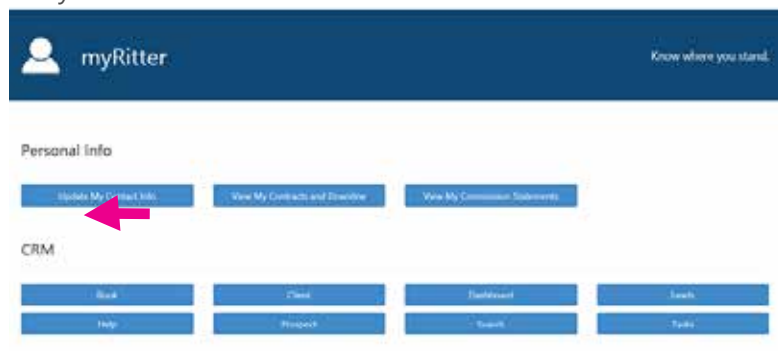 myRitter
Know where you stand.
Personal Info
Update My Contact Info
View My Contracts and Downline
View My Commission Statements
CRM
Book
Client
Dashboard
Leads
Help
Prospect
Search
Tasks